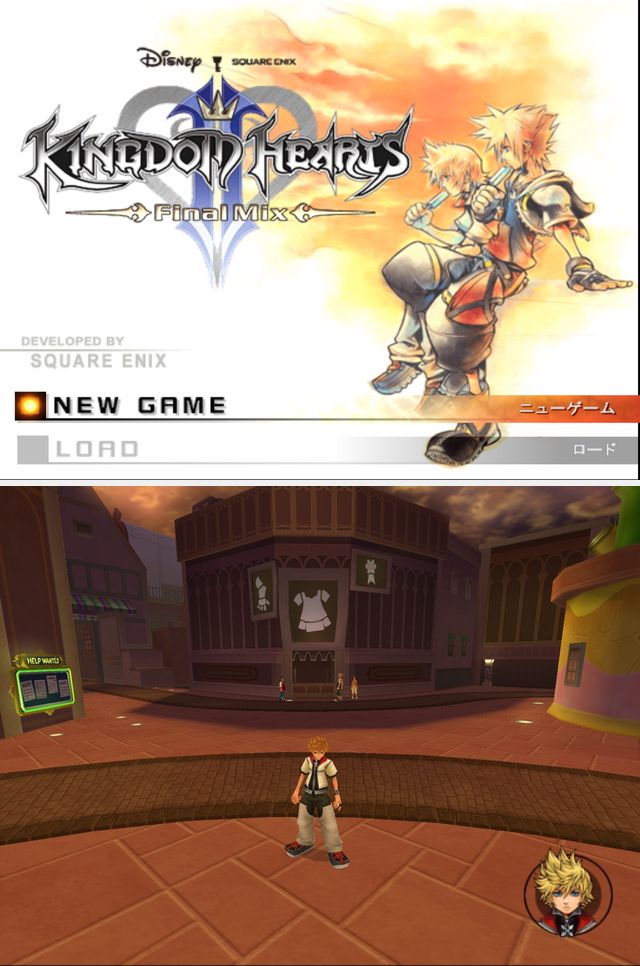 Disney SQUARE ENIX
KINGDOM HEARTS
II
Final Mix
DEVELOPED BY
SQUARE ENIX
NEW GAME ニューゲーム
LOAD ロード
HELP WANTED